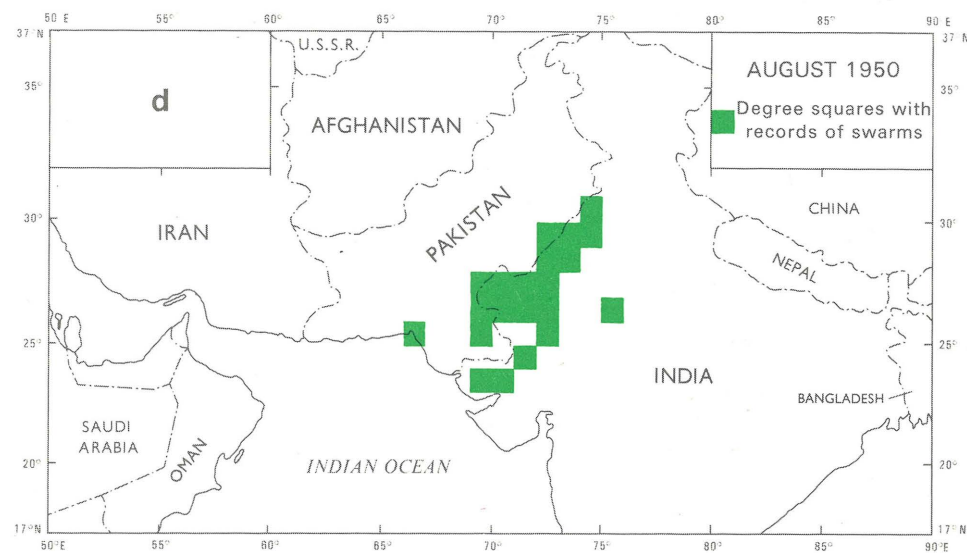 50 E 55° 60° 65° 70° 75° 80° 85° 90 E
37°N 37 N
U.S.S.R.
AUGUST 1950
35° 35°
d
Degree squares with
records of swarms
AFGHANISTAN
CHINA
30° 30°
PAKISTAN
IRAN
NEPAL
25° 25°
INDIA
BANGLADESH
SAUDI
ARABIA
OMAN
INDIAN OCEAN
20° 20°
17°N 17°N
50°E 55° 60° 65° 70° 75° 80° 85° 90°E